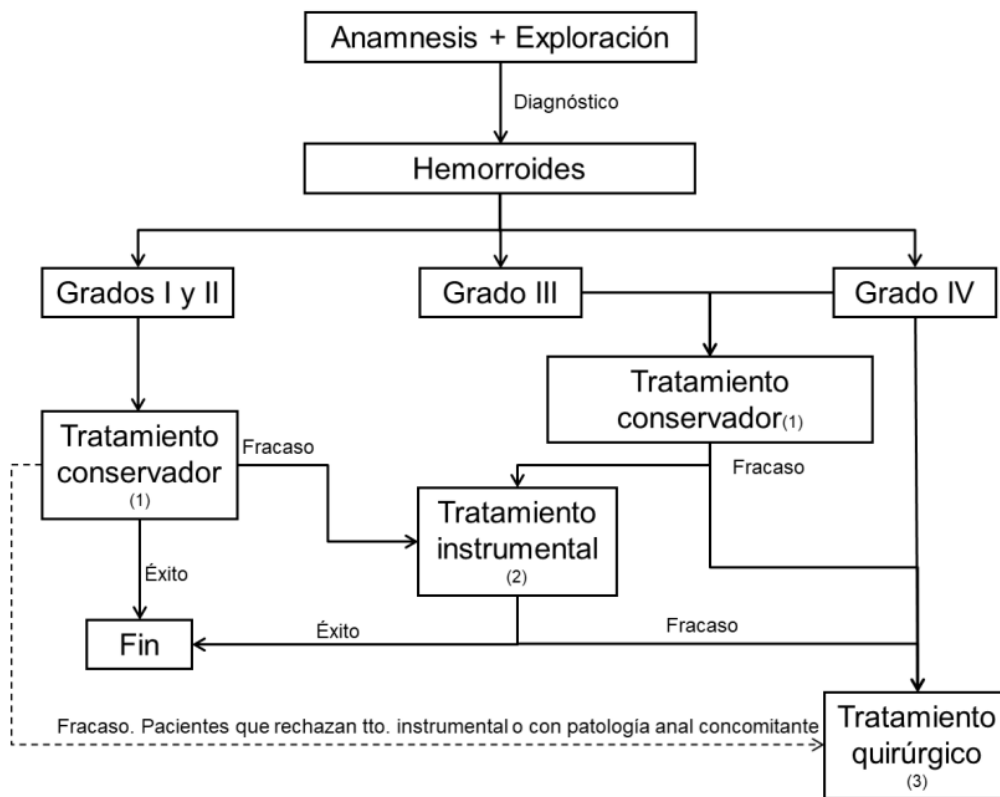 Anamnesis + Exploración
Diagnóstico
Hemorroides
Grados I y II
Grado III
Grado IV
Tratamiento
conservador(1)
Tratamiento
conservador
(1)
Fracaso
Fracaso
Tratamiento
instrumental
(2)
Éxito
Fin
Éxito
Fracaso
Fracaso. Pacientes que rechazan tto. instrumental o con patología anal concomitante
Tratamiento
quirúrgico
(3)